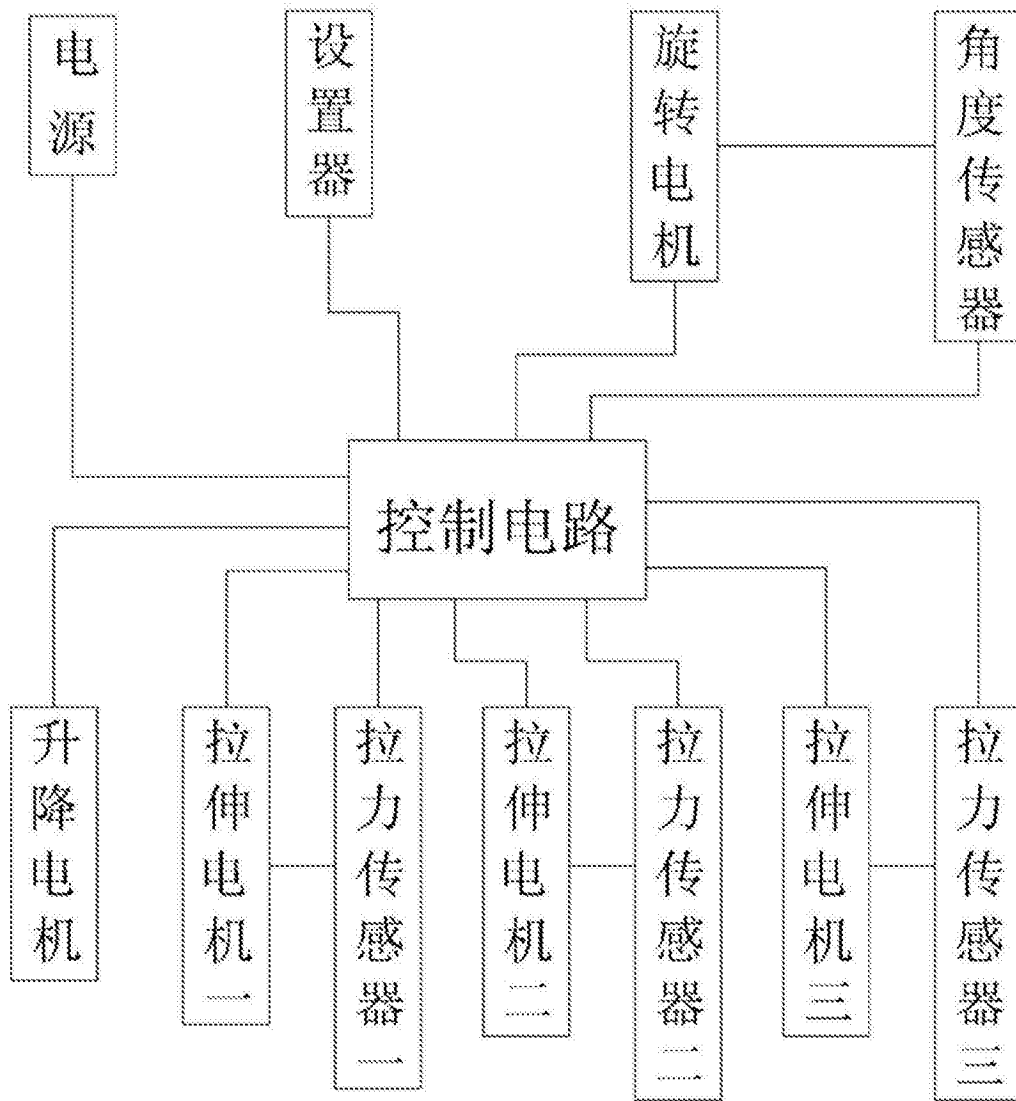 电源
设置器
旋转电机
角度传感器
控制电路
升降电机
拉伸电机一
拉力传感器一
拉伸电机二
拉力传感器二
拉伸电机三
拉力传感器三